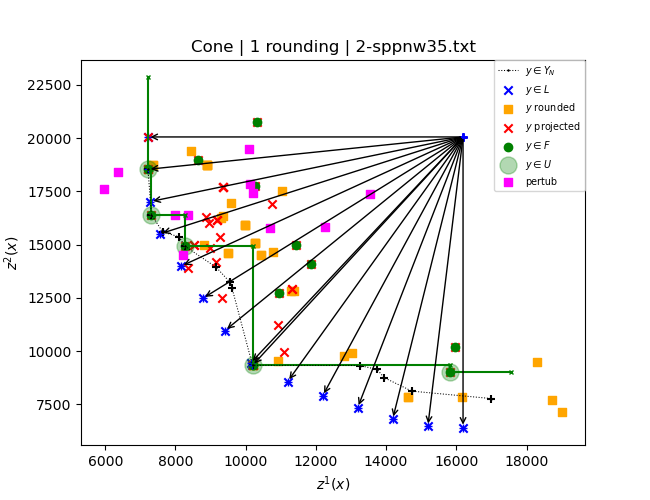 Cone | 1 rounding | 2-sppnw35.txt
z²(x)
22500
20000
17500
15000
12500
10000
7500
6000 8000 10000 12000 14000 16000 18000
z¹(x)
y ∈ Y_N
y ∈ L
y rounded
y projected
y ∈ F
y ∈ U
pertub